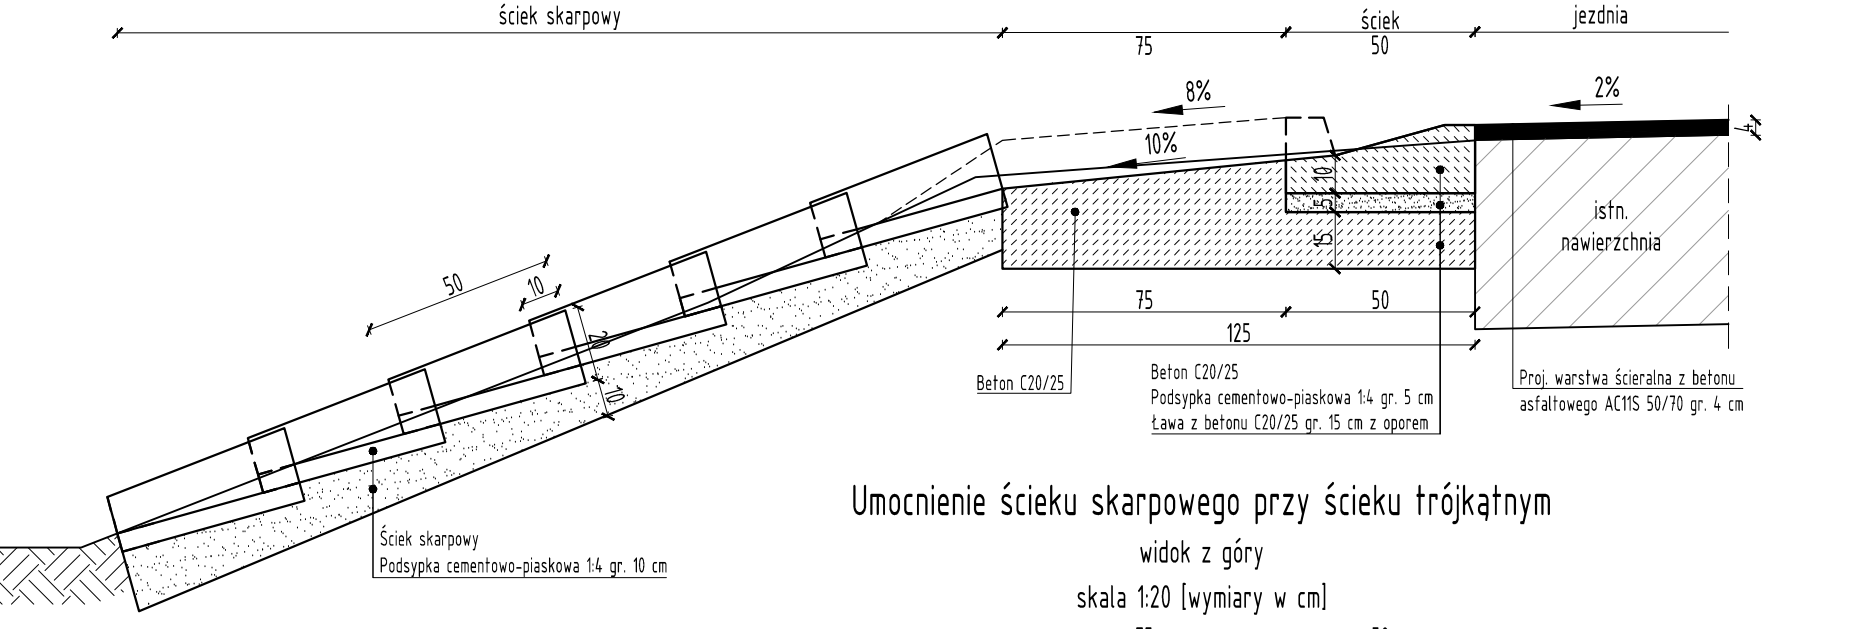 ściek skarpowy
75
ściek
50
jezdnia
8%
10%
2%
4
10
5
15
istn.
nawierzchnia
50
10
20
10
75
50
125
Beton C20/25
Beton C20/25
Podsypka cementowo-piaskowa 1:4 gr. 5 cm
Ława z betonu C20/25 gr. 15 cm z oporem
Proj. warstwa ścieralna z betonu
asfaltowego AC11S 50/70 gr. 4 cm
Ściek skarpowy
Podsypka cementowo-piaskowa 1:4 gr. 10 cm
Umocnienie ścieku skarpowego przy ścieku trójkątnym
widok z góry
skala 1:20 [wymiary w cm]